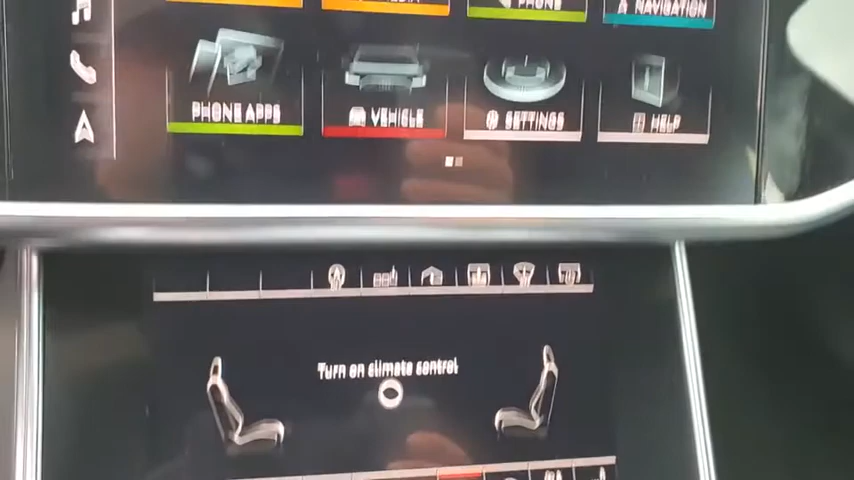 PHONE
NAVIGATION
PHONE APPS
VEHICLE
SETTINGS
HELP
Turn on climate control